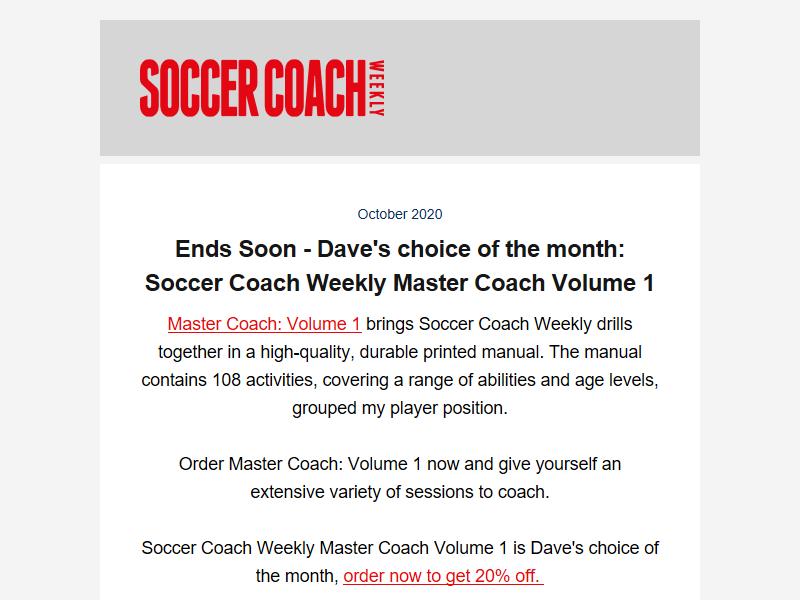 SOCCER COACH WEEKLY
October 2020
Ends Soon - Dave's choice of the month:
Soccer Coach Weekly Master Coach Volume 1
Master Coach: Volume 1 brings Soccer Coach Weekly drills
together in a high-quality, durable printed manual. The manual
contains 108 activities, covering a range of abilities and age levels,
grouped my player position.
Order Master Coach: Volume 1 now and give yourself an
extensive variety of sessions to coach.
Soccer Coach Weekly Master Coach Volume 1 is Dave's choice of
the month, order now to get 20% off.